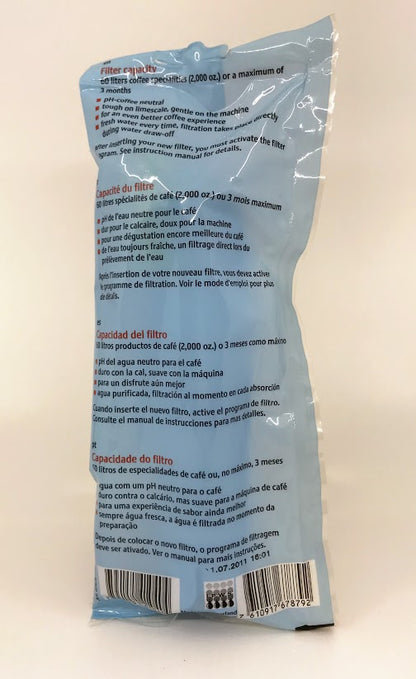 en
Filter capacity
60 liters coffee specialities (2,000 oz.) or a maximum of
3 months
pH-coffee neutral
tough on limescale, gentle on the machine
for an even better coffee experience
fresh water every time, filtration takes place directly
during water draw-off
After inserting your new filter, you must activate the filter
program. See instruction manual for details.
Capacité du filtre
60 litres spécialités de café (2,000 oz.) ou 3 mois maximum
pH de l'eau neutre pour le café
dur pour le calcaire, doux pour la machine
pour une dégustation encore meilleure du café
de l'eau toujours fraîche, un filtrage direct lors du
prélèvement de l'eau
Après l'insertion de votre nouveau filtre, vous devez activer
le programme de filtration. Voir le mode d'emploi pour plus
de détails.
es
Capacidad del filtro
60 litros productos de café (2,000 oz.) o 3 meses como máximo
pH del agua neutro para el café
duro con la cal, suave con la máquina
para un disfrute aún mejor
agua purificada, filtración al momento en cada absorción
Cuando inserte el nuevo filtro, active el programa de filtro.
Consulte el manual de instrucciones para más detalles.
pt
Capacidade do filtro
60 litros de especialidades de café ou, no máximo, 3 meses
água com um pH neutro para o café
duro contra o calcário, mas suave para a máquina de café
para uma experiência de sabor ainda melhor
sempre água fresca, a água é filtrada no momento da
preparação
Depois de colocar o novo filtro, o programa de filtragem
deve ser ativado. Ver o manual para mais instruções.
1.07.2011 16:01
7 610917 678792